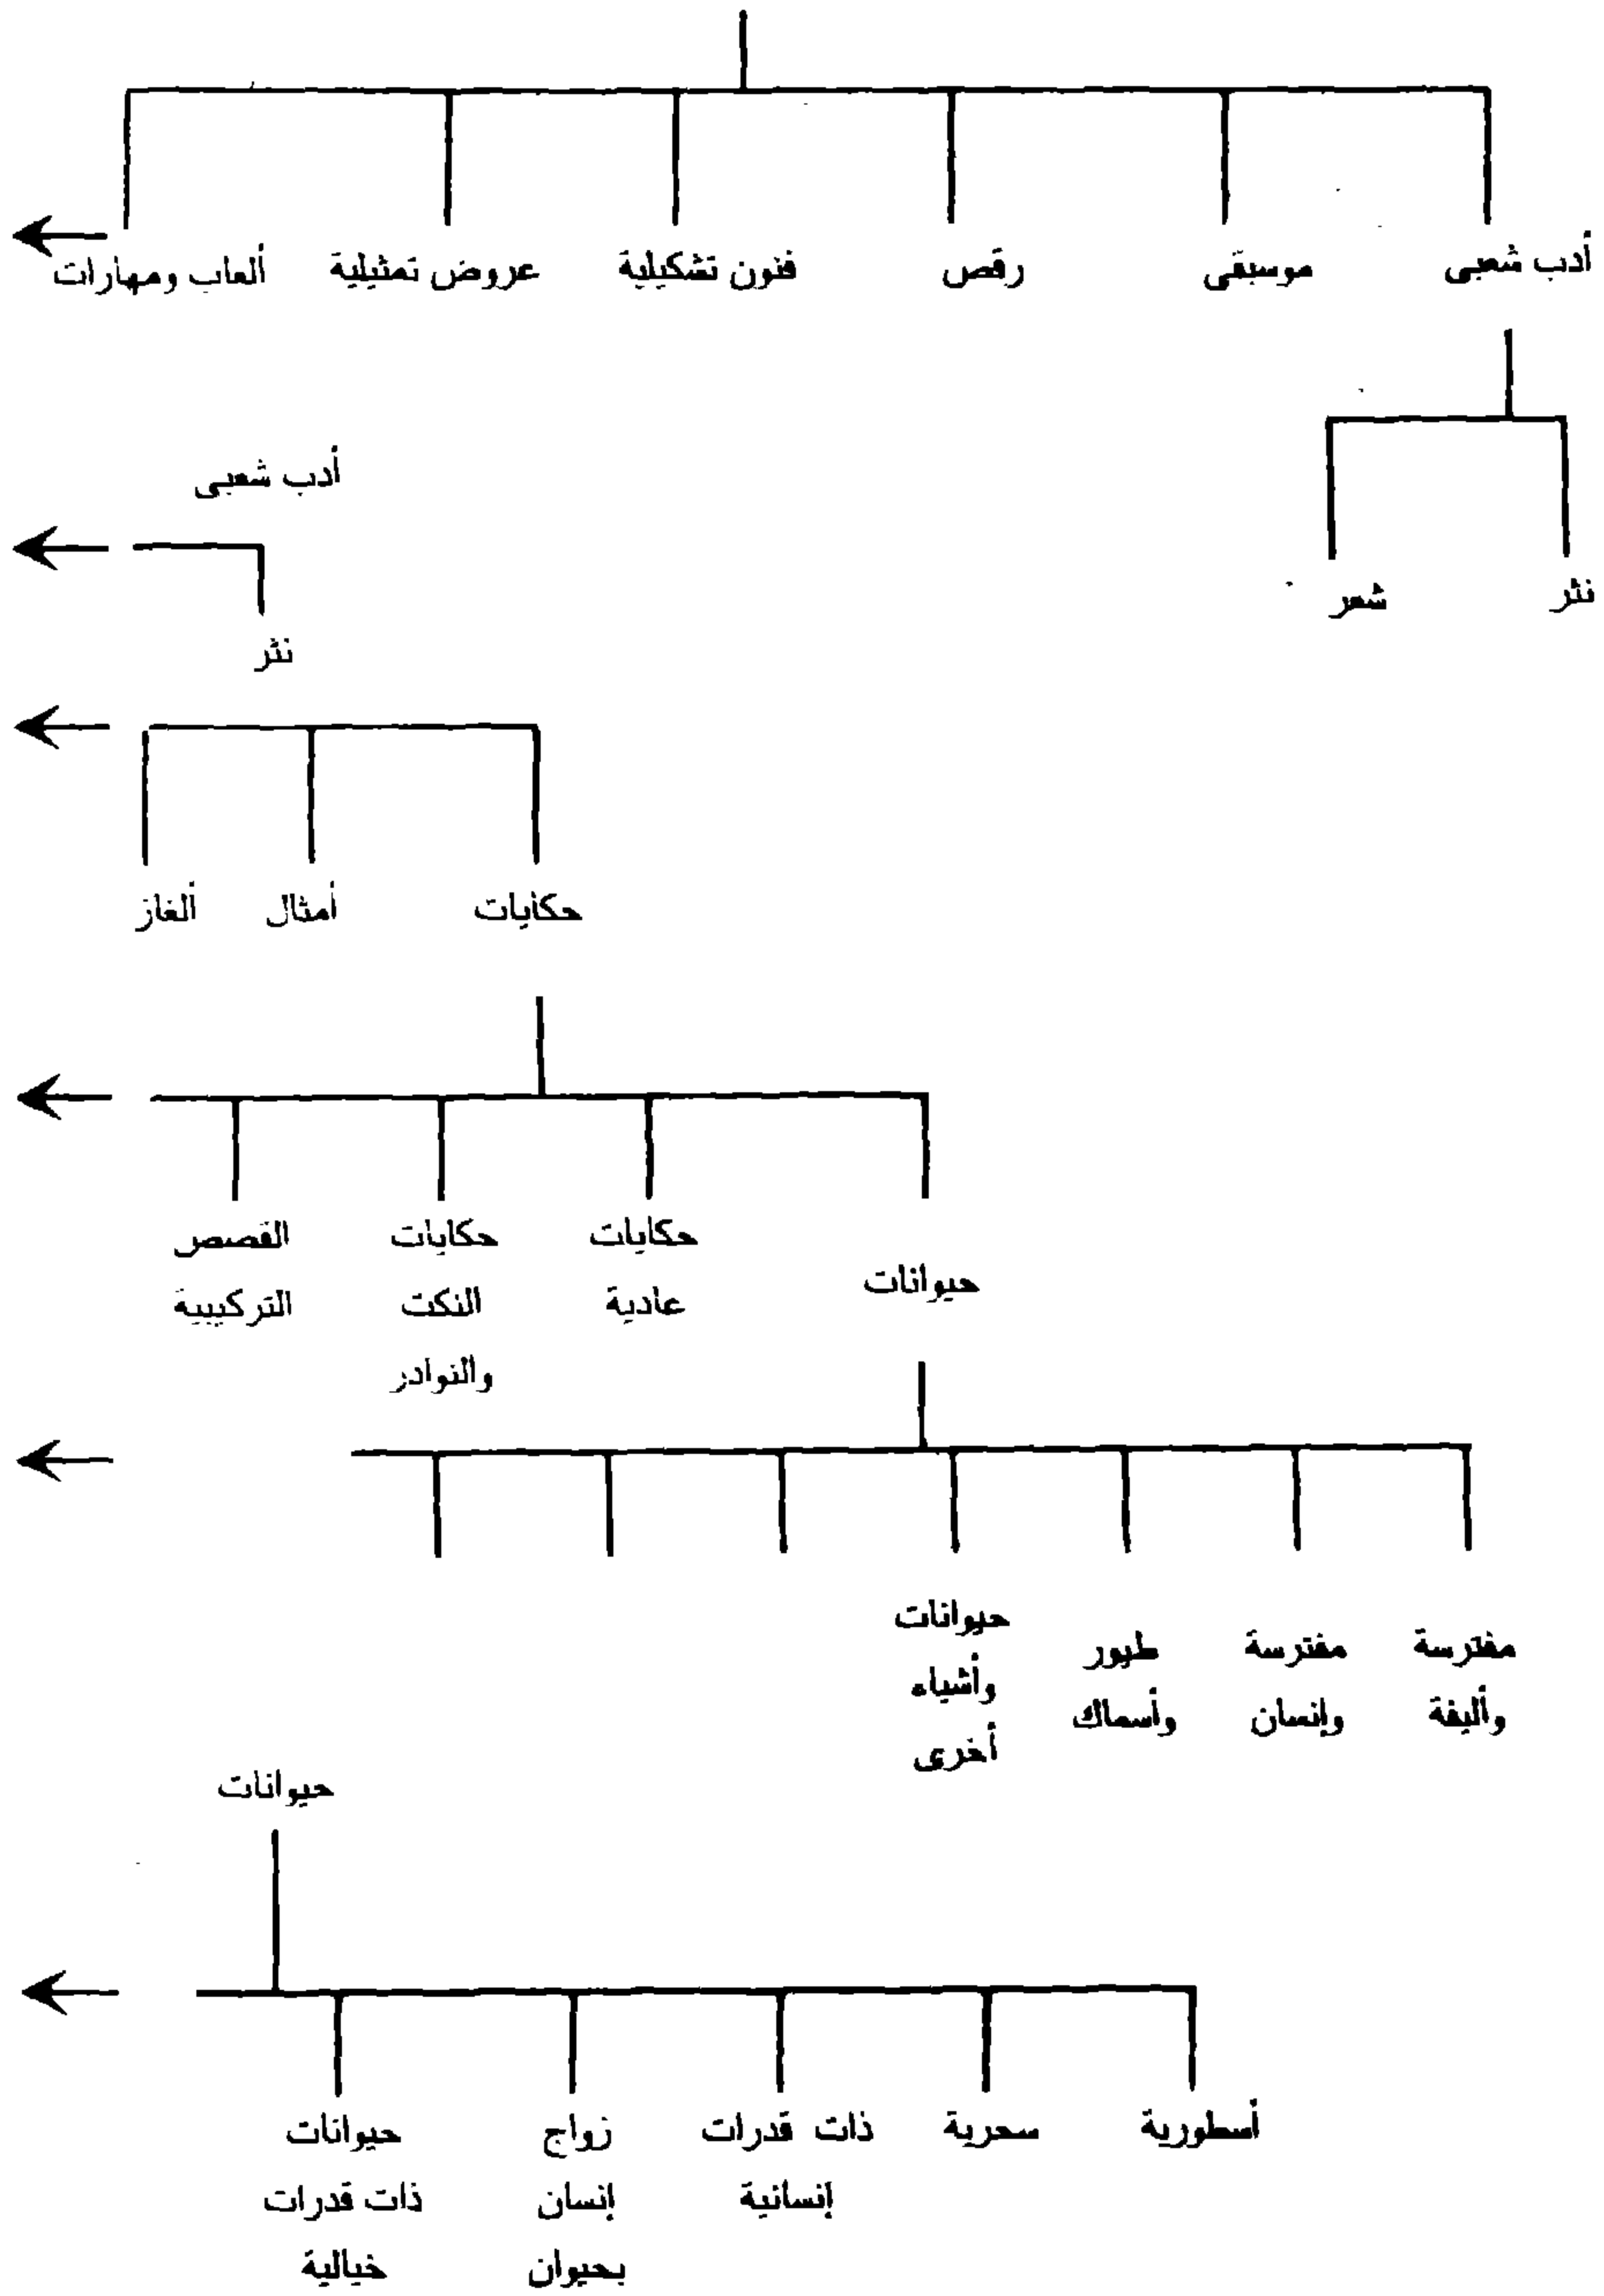 أدب شعبى
موسيقى
رقص
فنون تشكيلية
عروض تمثيلية
ألعاب ومهارات
نثر
شعر
أدب شعبى
نثر
حكايات
أمثال
ألغاز
حيوانات
حكايات
عادية
حكايات
النكت
والنوادر
القصص
التركيبية
مفترسة
وأليفة
مفترسة
وإنسان
طيور
وأسماك
حيوانات
وأشياء
أخرى
حيوانات
أسطورية
سحرية
ذات قدرات
إنسانية
زواج
إنسان
بحيوان
حيوانات
ذات قدرات
خيالية